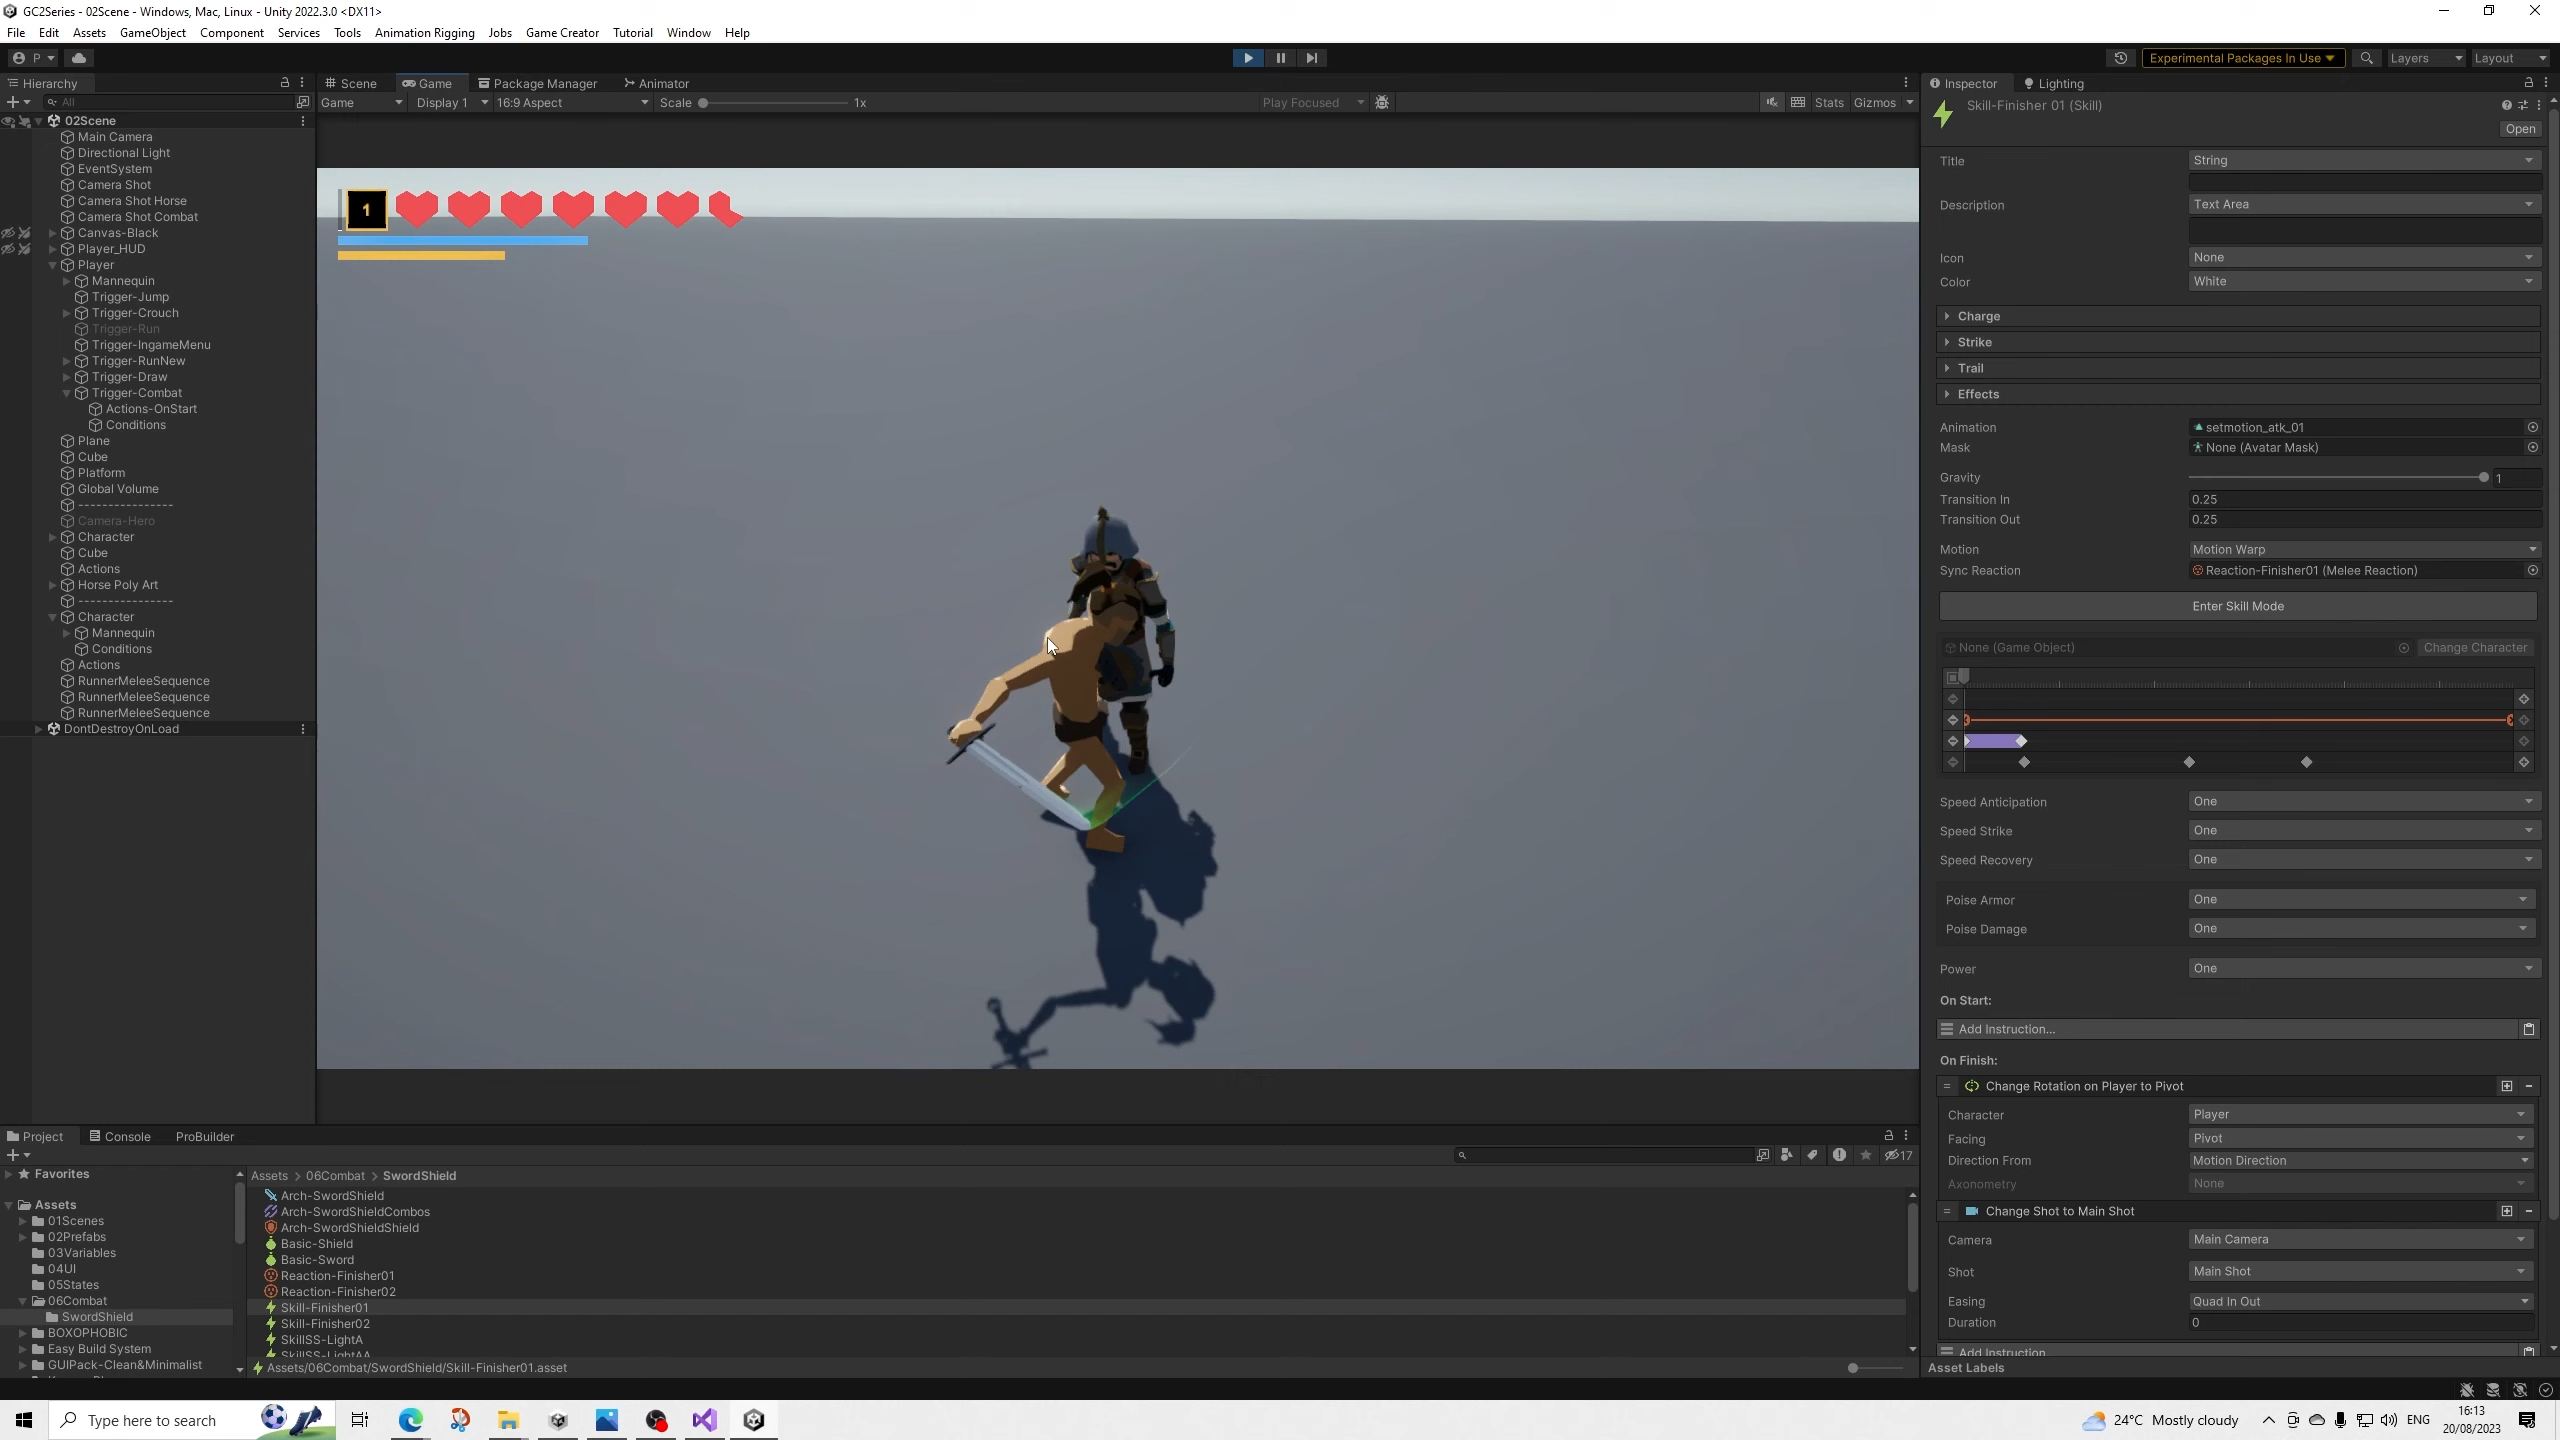 GC2Series - 02Scene - Windows, Mac, Linux - Unity 2022.3.0 <DX11>
File Edit Assets GameObject Component Services Tools Animation Rigging Jobs Game Creator Tutorial Window Help
P Experimental Packages In Use Layers Layout
Hierarchy
All
02Scene
Main Camera
Directional Light
EventSystem
Camera Shot
Camera Shot Horse
Camera Shot Combat
Canvas-Black
Player_HUD
Player
Mannequin
Trigger-Jump
Trigger-Crouch
Trigger-Run
Trigger-IngameMenu
Trigger-RunNew
Trigger-Draw
Trigger-Combat
Actions-OnStart
Conditions
Plane
Cube
Platform
Global Volume
----------------
Camera-Hero
Character
Cube
Actions
Horse Poly Art
----------------
Character
Mannequin
Conditions
Actions
RunnerMeleeSequence
RunnerMeleeSequence
RunnerMeleeSequence
DontDestroyOnLoad
Scene Game Package Manager Animator
Game Display 1 16:9 Aspect Scale 1x Play Focused Stats Gizmos
1
Inspector Lighting
Skill-Finisher 01 (Skill)
Open
Title String
Description Text Area
Icon None
Color White
Charge
Strike
Trail
Effects
Animation setmotion_atk_01
Mask None (Avatar Mask)
Gravity 1
Transition In 0.25
Transition Out 0.25
Motion Motion Warp
Sync Reaction Reaction-Finisher01 (Melee Reaction)
Enter Skill Mode
None (Game Object) Change Character
Speed Anticipation One
Speed Strike One
Speed Recovery One
Poise Armor One
Poise Damage One
Power One
On Start:
Add Instruction...
On Finish:
Change Rotation on Player to Pivot
Character Player
Facing Pivot
Direction From Motion Direction
Axonometry None
Change Shot to Main Shot
Camera Main Camera
Shot Main Shot
Easing Quad In Out
Duration 0
Add Instruction
Asset Labels
Project Console ProBuilder
17
Favorites
Assets
01Scenes
02Prefabs
03Variables
04UI
05States
06Combat
SwordShield
BOXOPHOBIC
Easy Build System
GUIPack-Clean&Minimalist
Assets > 06Combat > SwordShield
Arch-SwordShield
Arch-SwordShieldCombos
Arch-SwordShieldShield
Basic-Shield
Basic-Sword
Reaction-Finisher01
Reaction-Finisher02
Skill-Finisher01
Skill-Finisher02
SkillSS-LightA
SkillSS-LightAA
Assets/06Combat/SwordShield/Skill-Finisher01.asset
Type here to search
24°C Mostly cloudy ENG
16:13
20/08/2023